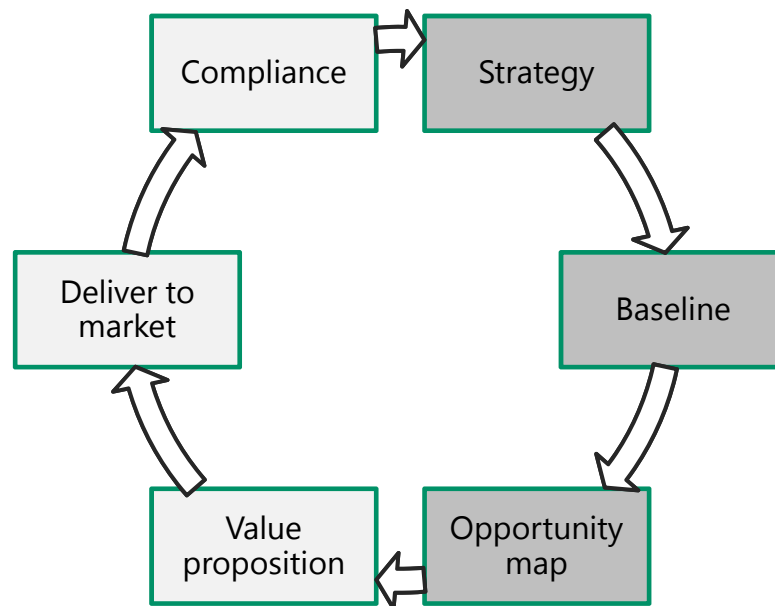 Compliance
Strategy
Baseline
Opportunity
map
Value
proposition
Deliver to
market